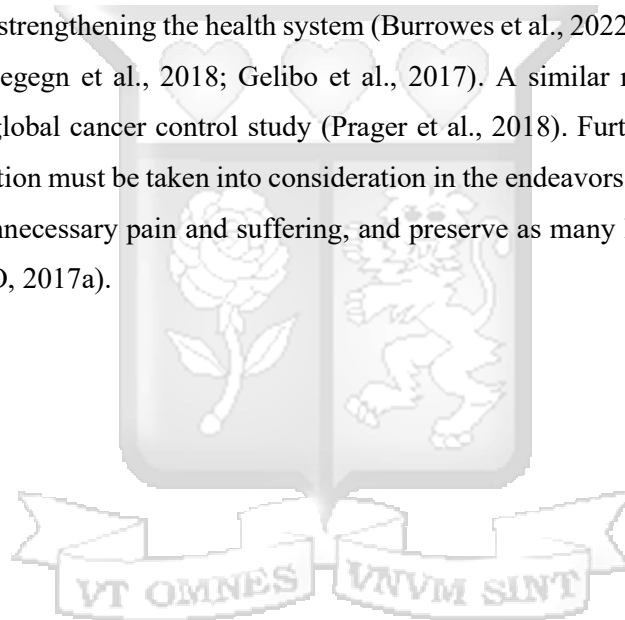 strengthening the health system (Burrowes et al., 2022
egegn et al., 2018; Gelibo et al., 2017). A similar
global cancer control study (Prager et al., 2018). Furt
tion must be taken into consideration in the endeavors
nnecessary pain and suffering, and preserve as many
, 2017a).
VT OMNES VNVM SINT